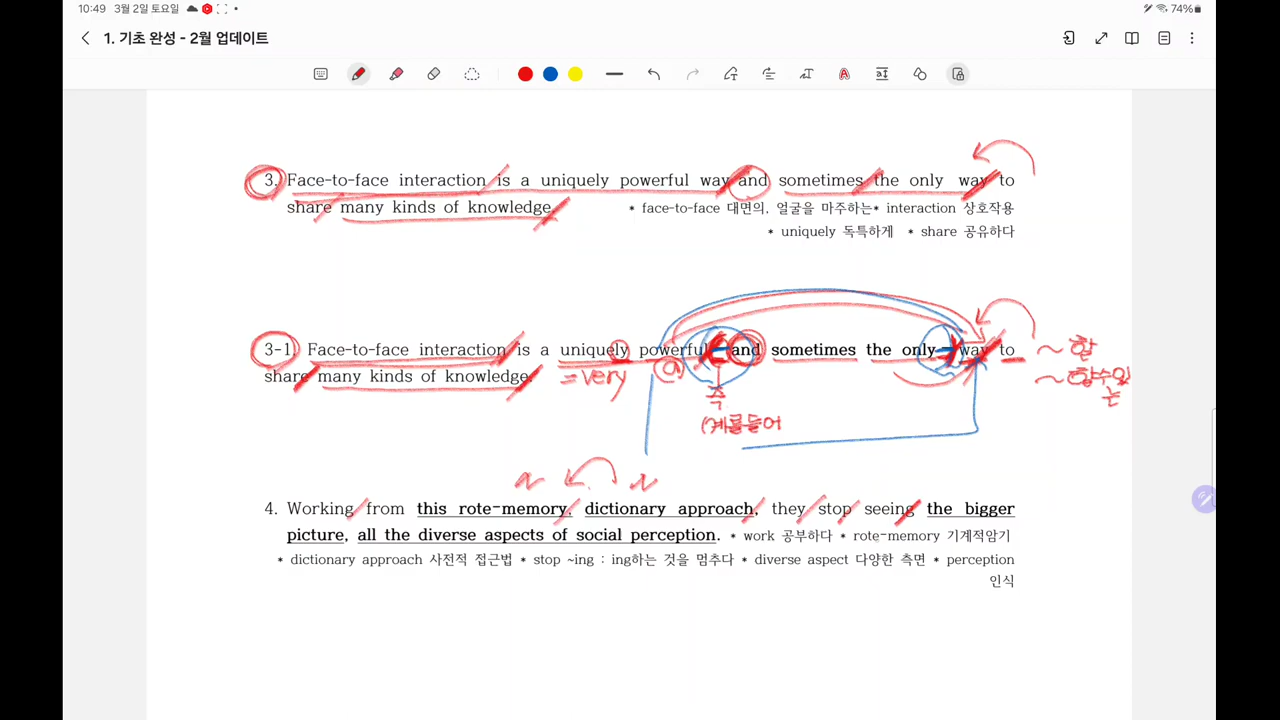 10:49 3월 2일 토요일 74%
1. 기초 완성 - 2월 업데이트
3. Face-to-face interaction is a uniquely powerful way and sometimes the only way to
share many kinds of knowledge. * face-to-face 대면의, 얼굴을 마주하는* interaction 상호작용
* uniquely 독특하게 * share 공유하다
3-1) Face-to-face interaction is a uniquely powerful - and sometimes the only - way to ~할
share many kinds of knowledge. =very (a) ~할 수 있는
즉
(예를들어
n n
4. Working from this rote-memory, dictionary approach, they stop seeing the bigger
picture, all the diverse aspects of social perception. * work 공부하다 * rote-memory 기계적암기
* dictionary approach 사전적 접근법 * stop ~ing : ing하는 것을 멈추다 * diverse aspect 다양한 측면 * perception
인식